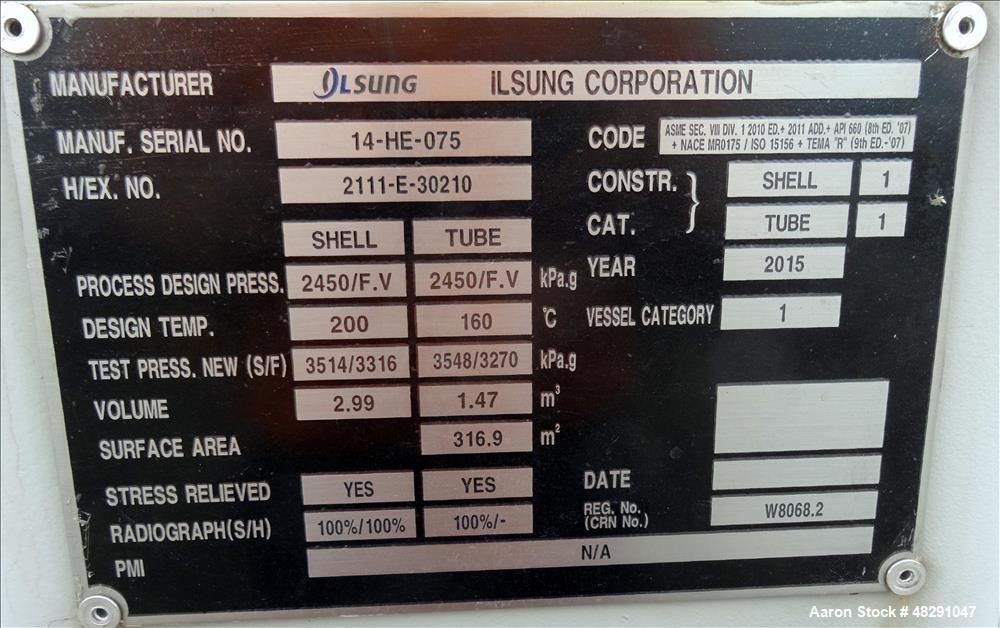 MANUFACTURER iLSUNG iLSUNG CORPORATION
MANUF. SERIAL NO. 14-HE-075
CODE ASME SEC. VIII DIV. 1 2010 ED.+ 2011 ADD.+ API 660 (8th ED. '07)
+ NACE MR0175 / ISO 15156 + TEMA "R" (9th ED.-'07)
H/EX. NO. 2111-E-30210
CONSTR. SHELL 1
CAT. TUBE 1
SHELL TUBE
YEAR 2015
PROCESS DESIGN PRESS. 2450/F.V 2450/F.V kPa.g
DESIGN TEMP. 200 160 ℃
VESSEL CATEGORY 1
TEST PRESS. NEW (S/F) 3514/3316 3548/3270 kPa.g
VOLUME 2.99 1.47 m³
SURFACE AREA 316.9 m²
STRESS RELIEVED YES YES
DATE
RADIOGRAPH(S/H) 100%/100% 100%/-
REG. No.
(CRN No.) W8068.2
PMI N/A
Aaron Stock # 48291047